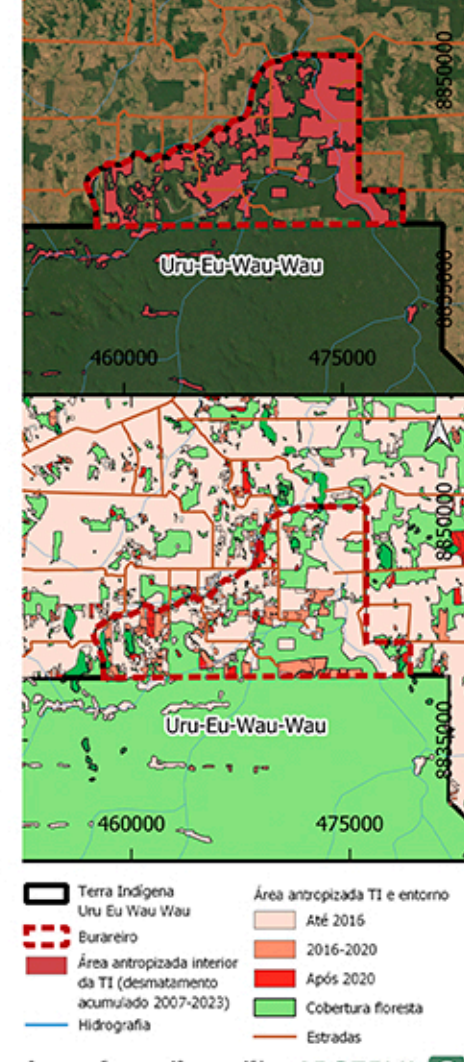 8850000
Uru-Eu-Wau-Wau
8835000
460000
475000
8850000
Uru-Eu-Wau-Wau
8835000
460000
475000
Terra Indígena
Uru Eu Wau Wau
Burareiro
Área antropizada interior
da TI (desmatamento
acumulado 2007-2023)
Hidrografia
Área antropizada TI e entorno
Até 2016
2016-2020
Após 2020
Cobertura floresta
Estradas